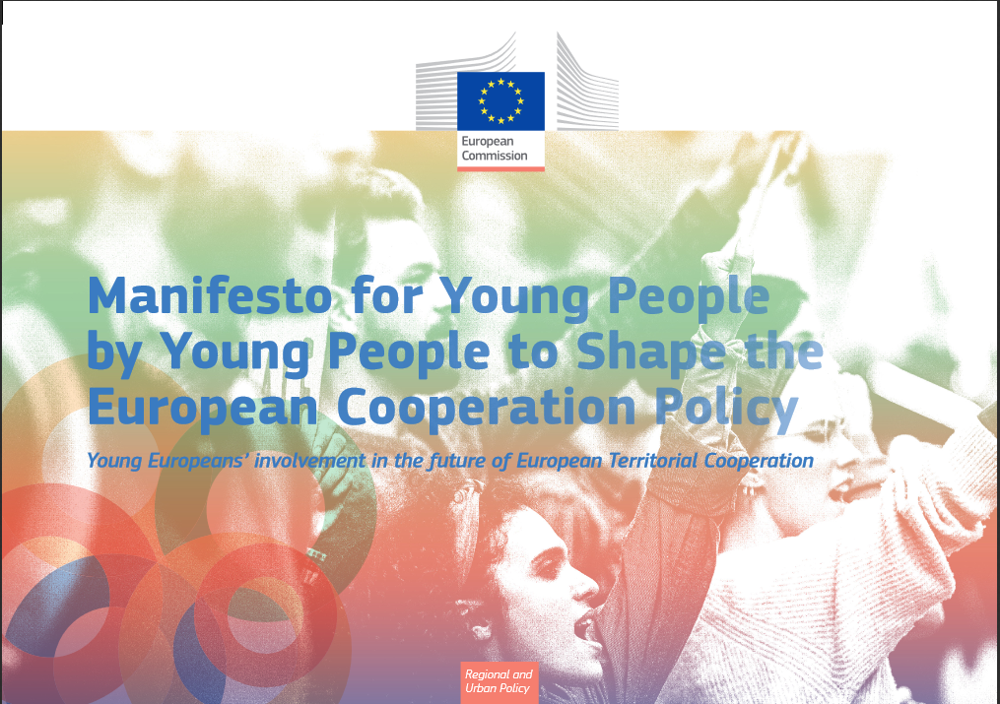 European
Commission
Manifesto for Young People
by Young People to Shape the
European Cooperation Policy
Young Europeans’ involvement in the future of European Territorial Cooperation
Regional and
Urban Policy